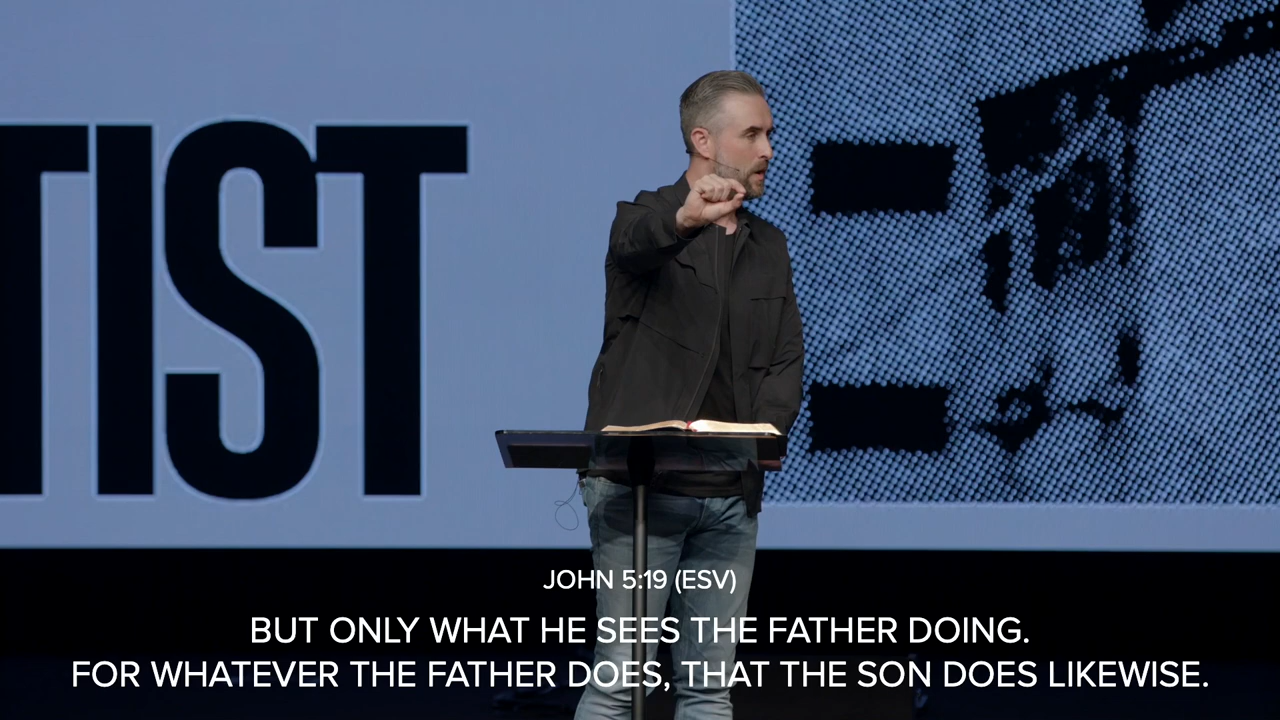 TIST
JOHN 5:19 (ESV)
BUT ONLY WHAT HE SEES THE FATHER DOING.
FOR WHATEVER THE FATHER DOES, THAT THE SON DOES LIKEWISE.